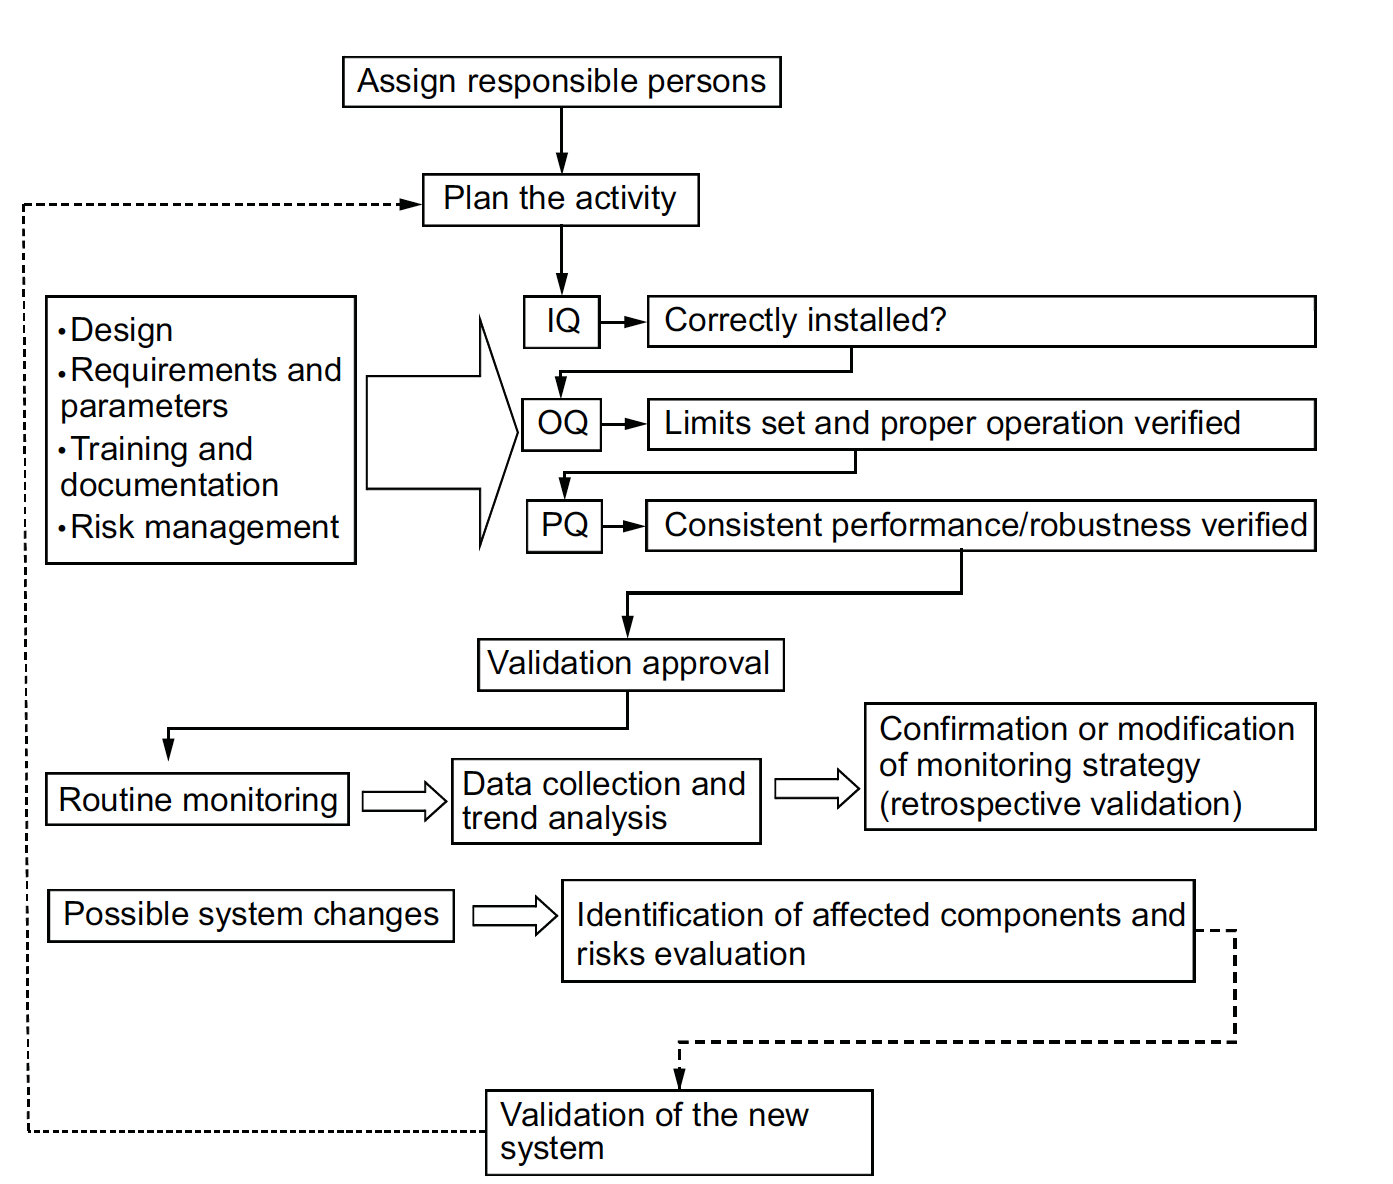 Assign responsible persons
Plan the activity
• Design
• Requirements and
parameters
• Training and
documentation
• Risk management
IQ
Correctly installed?
OQ
Limits set and proper operation verified
PQ
Consistent performance/robustness verified
Validation approval
Routine monitoring
Data collection and
trend analysis
Confirmation or modification
of monitoring strategy
(retrospective validation)
Possible system changes
Identification of affected components and
risks evaluation
Validation of the new
system